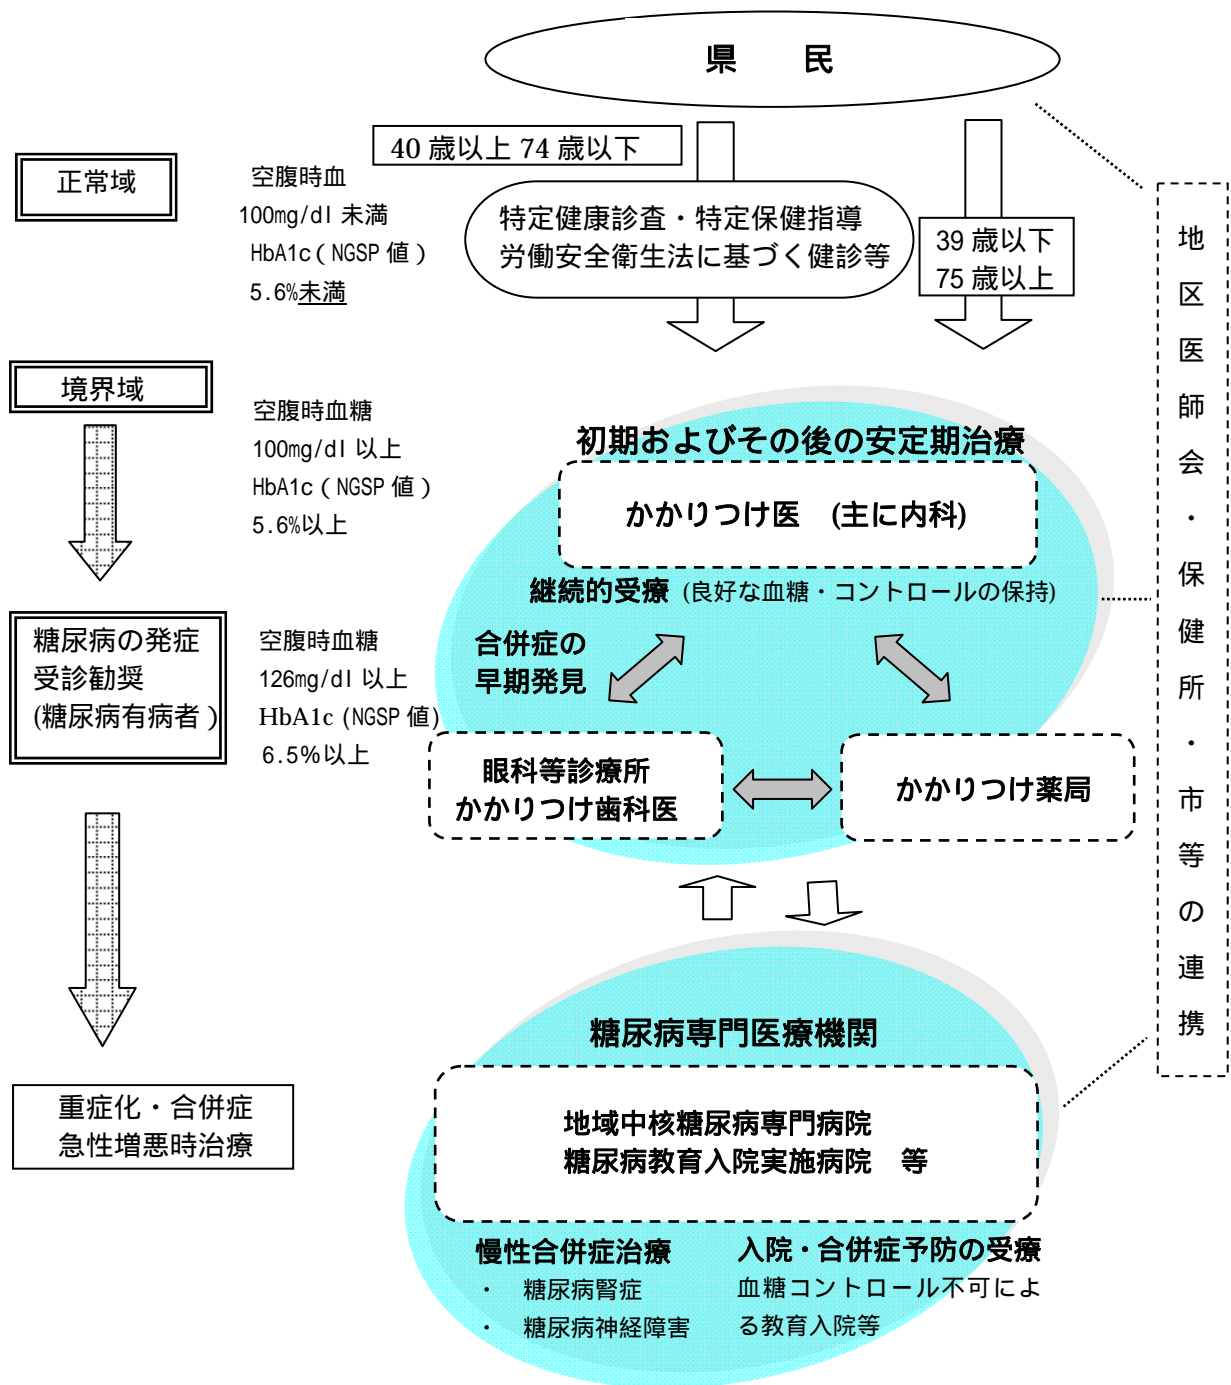 県　　民
40 歳以上 74 歳以下
正常域
空腹時血
100mg/dl 未満
HbA1c（NGSP 値）
5.6%未満
特定健康診査・特定保健指導
労働安全衛生法に基づく健診等
39 歳以下
75 歳以上
地区医師会・保健所・市等の連携
境界域
空腹時血糖
100mg/dl 以上
HbA1c（NGSP 値）
5.6%以上
初期およびその後の安定期治療
かかりつけ医　(主に内科)
継続的受療 (良好な血糖・コントロールの保持)
合併症の
早期発見
糖尿病の発症
受診勧奨
(糖尿病有病者）
空腹時血糖
126mg/dl 以上
HbA1c (NGSP 値)
6.5%以上
眼科等診療所
かかりつけ歯科医
かかりつけ薬局
糖尿病専門医療機関
地域中核糖尿病専門病院
糖尿病教育入院実施病院　等
重症化・合併症
急性増悪時治療
慢性合併症治療
・　糖尿病腎症
・　糖尿病神経障害
入院・合併症予防の受療
血糖コントロール不可によ
る教育入院等